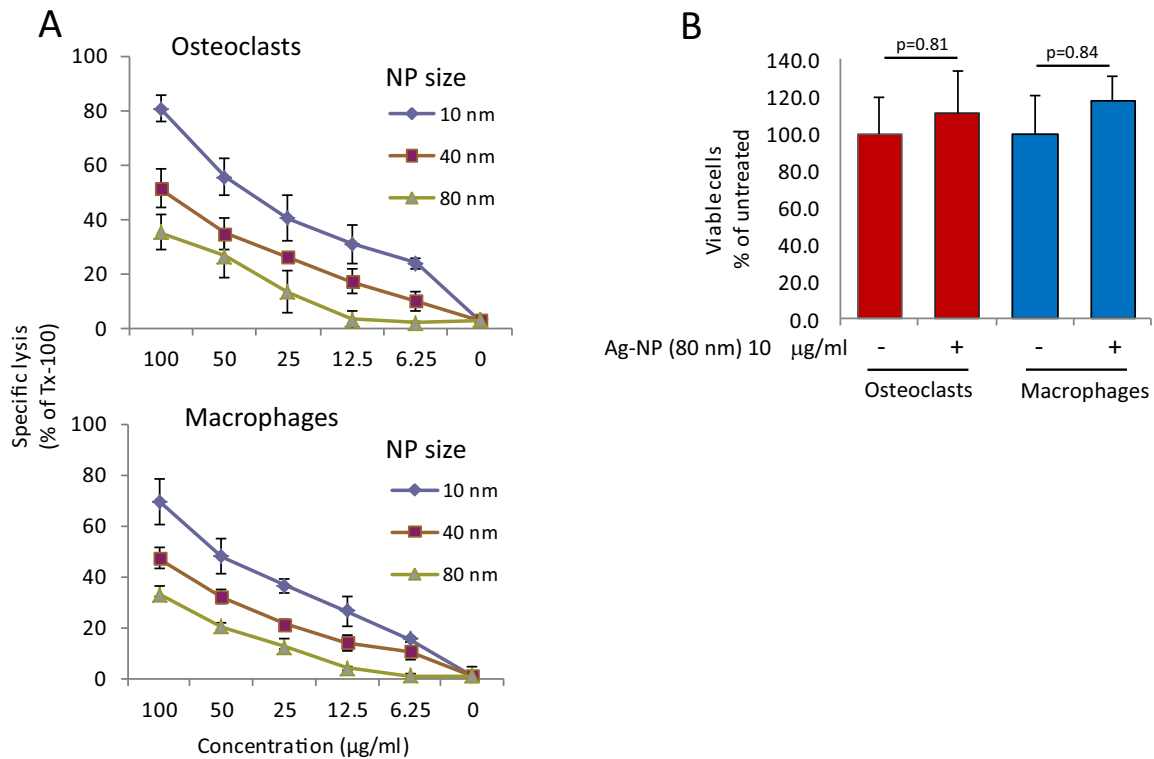 A
Osteoclasts
NP size
10 nm
40 nm
80 nm
100
80
60
40
20
0
100 50 25 12.5 6.25 0
Specific lysis
(% of Tx-100)
Macrophages
NP size
10 nm
40 nm
80 nm
100
80
60
40
20
0
100 50 25 12.5 6.25 0
Concentration (µg/ml)
B
p=0.81 p=0.84
140.0
120.0
100.0
80.0
60.0
40.0
20.0
0.0
Viable cells
% of untreated
Ag-NP (80 nm) 10 µg/ml - + - +
Osteoclasts Macrophages